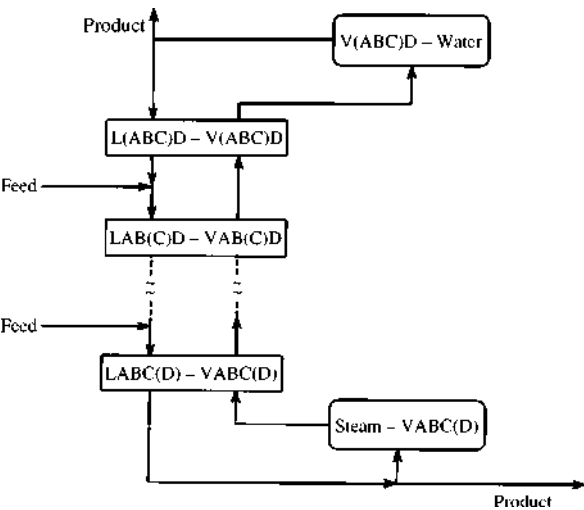 Product
V(ABC)D – Water
L(ABC)D – V(ABC)D
Feed
LAB(C)D – VAB(C)D
Feed
LABC(D) – VABC(D)
Steam – VABC(D)
Product